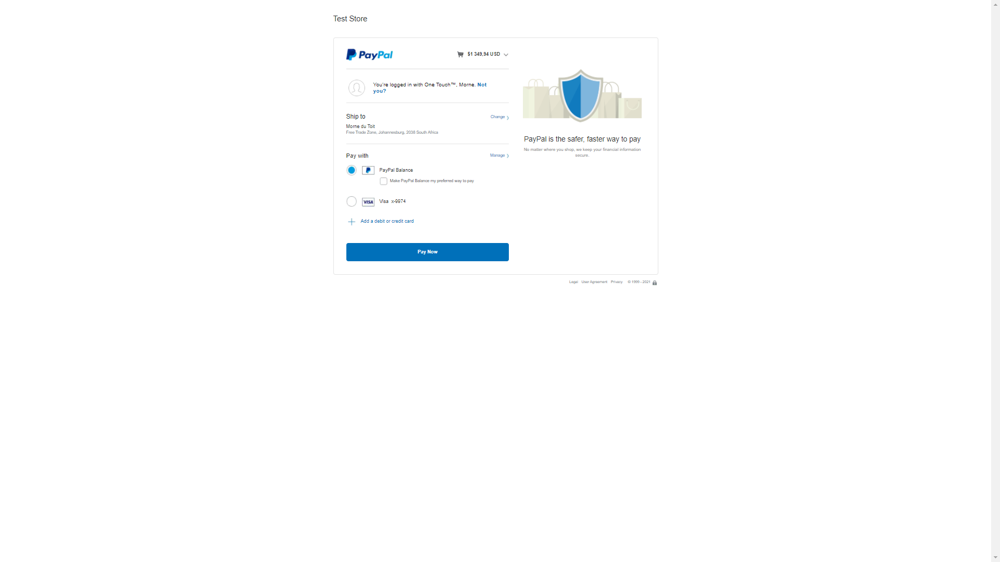 Test Store
PayPal
$1 349,94 USD
You're logged in with One Touch™, Morne. Not
you?
Ship to
Change
Morne du Toit
Free Trade Zone, Johannesburg, 2038 South Africa
Pay with
Manage
PayPal Balance
Make PayPal Balance my preferred way to pay
VISA
Visa x-9974
Add a debit or credit card
Pay Now
PayPal is the safer, faster way to pay
No matter where you shop, we keep your financial information
secure.
Legal User Agreement Privacy © 1999 - 2021